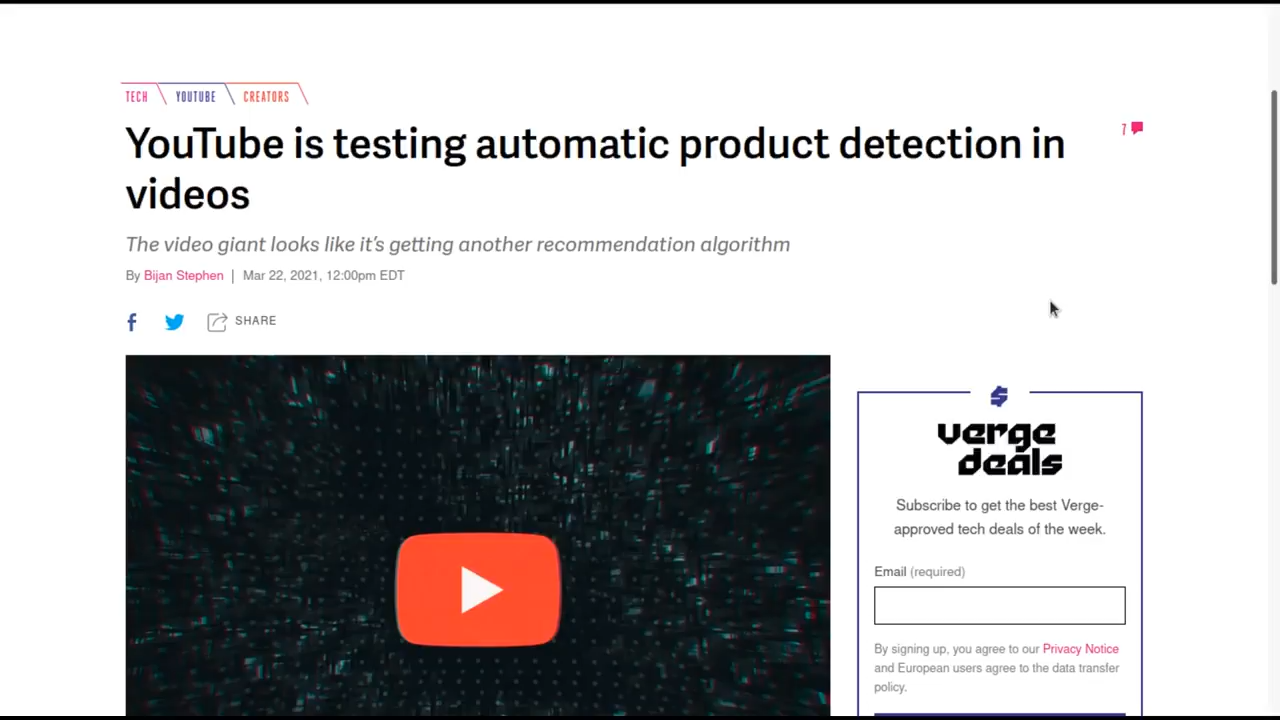 TECH YOUTUBE CREATORS
YouTube is testing automatic product detection in
videos
7
The video giant looks like it's getting another recommendation algorithm
By Bijan Stephen | Mar 22, 2021, 12:00pm EDT
SHARE
verge
deals
Subscribe to get the best Verge-
approved tech deals of the week.
Email (required)
By signing up, you agree to our Privacy Notice
and European users agree to the data transfer
policy.